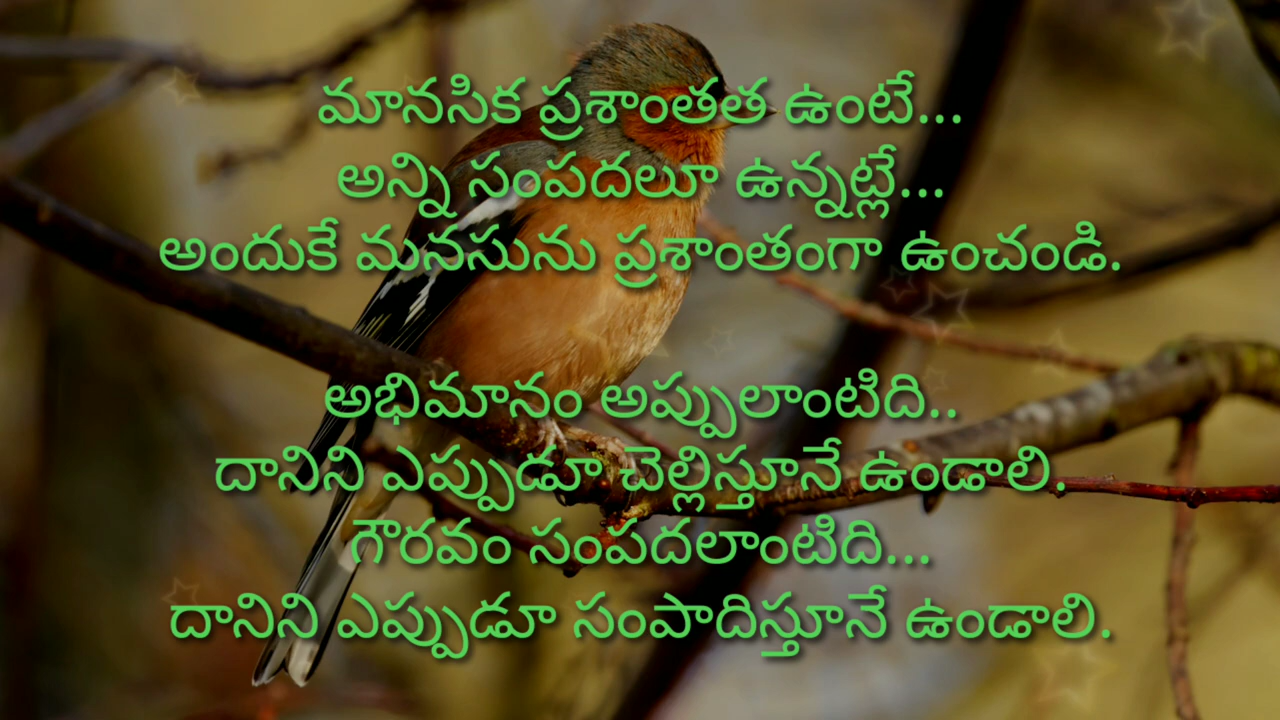 మానసిక ప్రశాంతత ఉంటే...
అన్ని సంపదలూ ఉన్నట్లే...
అందుకే మనసును ప్రశాంతంగా ఉంచండి.
అభిమానం అప్పులాంటిది..
దానిని ఎప్పుడూ చెల్లిస్తూనే ఉండాలి.
గౌరవం సంపదలాంటిది...
దానిని ఎప్పుడూ సంపాదిస్తూనే ఉండాలి.